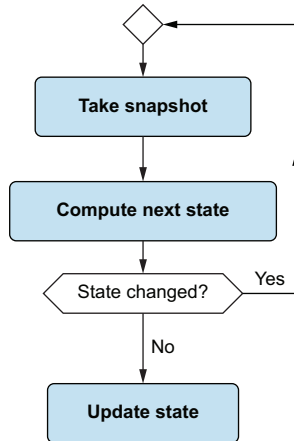 Take snapshot
Compute next state
State changed?
Yes
No
Update state